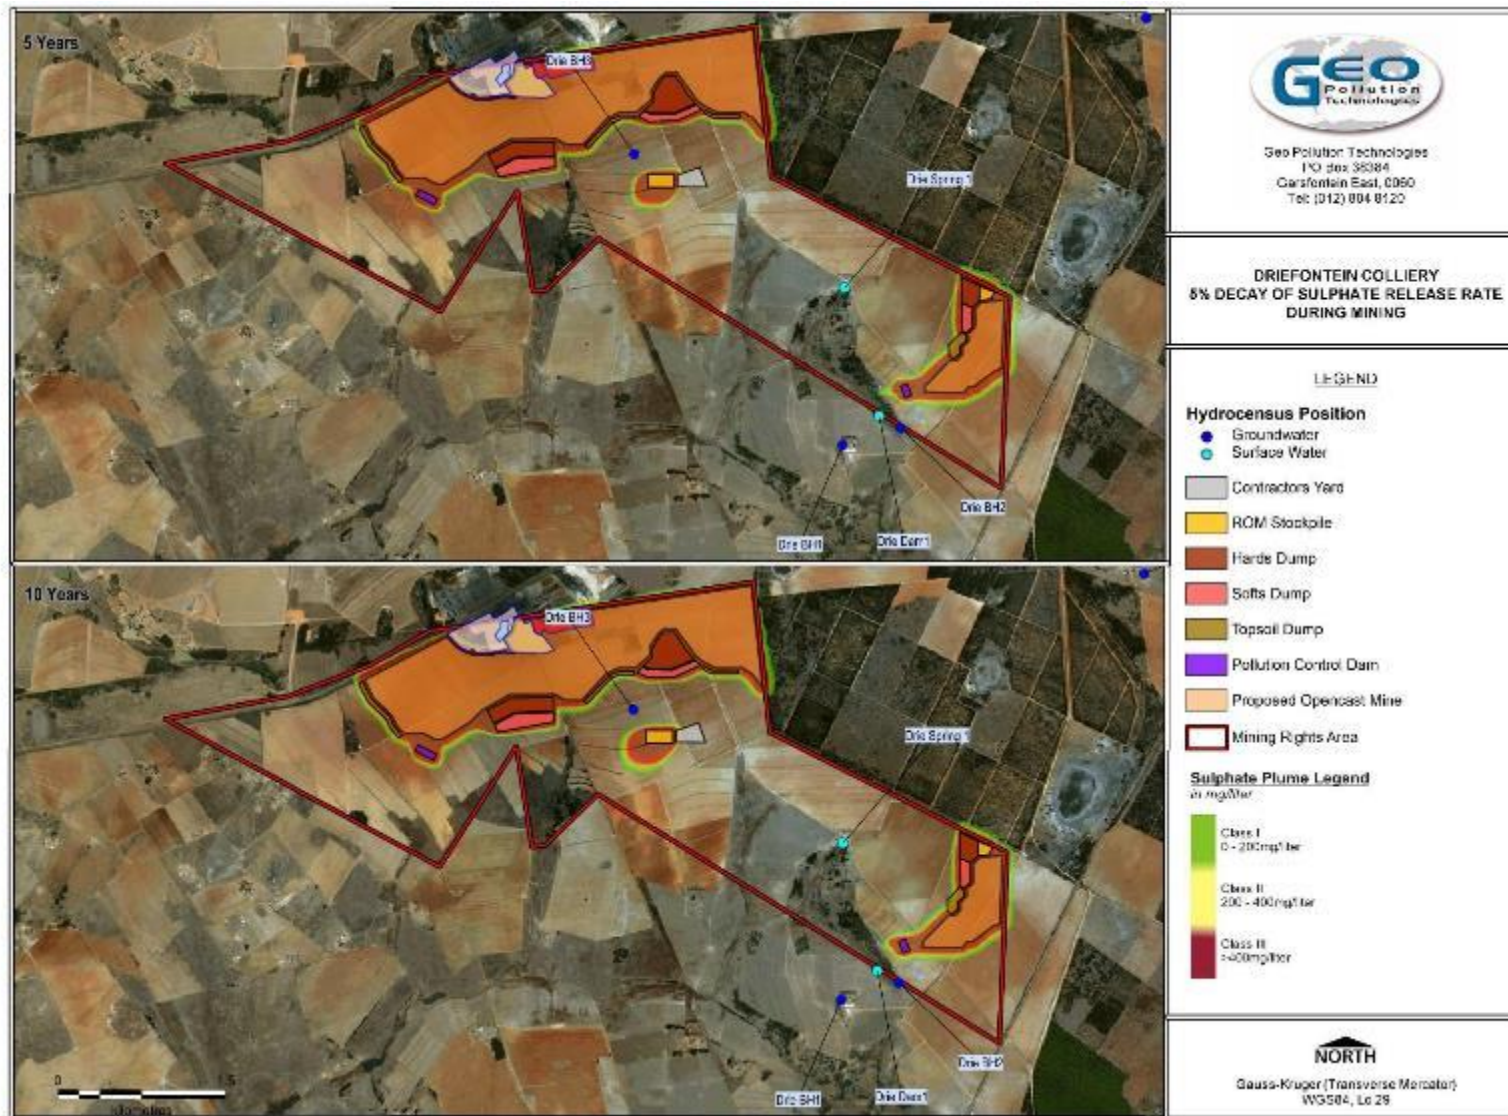 5 Years
Drie BH3
Drie Spring 1
Drie BH2
Drie BH1
Drie Dam1
10 Years
Drie BH3
Drie Spring 1
Drie BH2
Drie BH1
Drie Dam1
0 5
kilometres
GEO
Pollution
Technologies
Geo Pollution Technologies
PO Box 38384
Garsfontein East, 0060
Tel: (012) 804 8120
DRIEFONTEIN COLLIERY
5% DECAY OF SULPHATE RELEASE RATE
DURING MINING
LEGEND
Hydrocensus Position
Groundwater
Surface Water
Contractors Yard
ROM Stockpile
Hards Dump
Softs Dump
Topsoil Dump
Pollution Control Dam
Proposed Opencast Mine
Mining Rights Area
Sulphate Plume Legend
in mg/liter
Class I
0 - 200mg/liter
Class II
200 - 400mg/liter
Class III
>400mg/liter
NORTH
Gauss-Kruger (Transverse Mercator)
WGS84, Lo 29